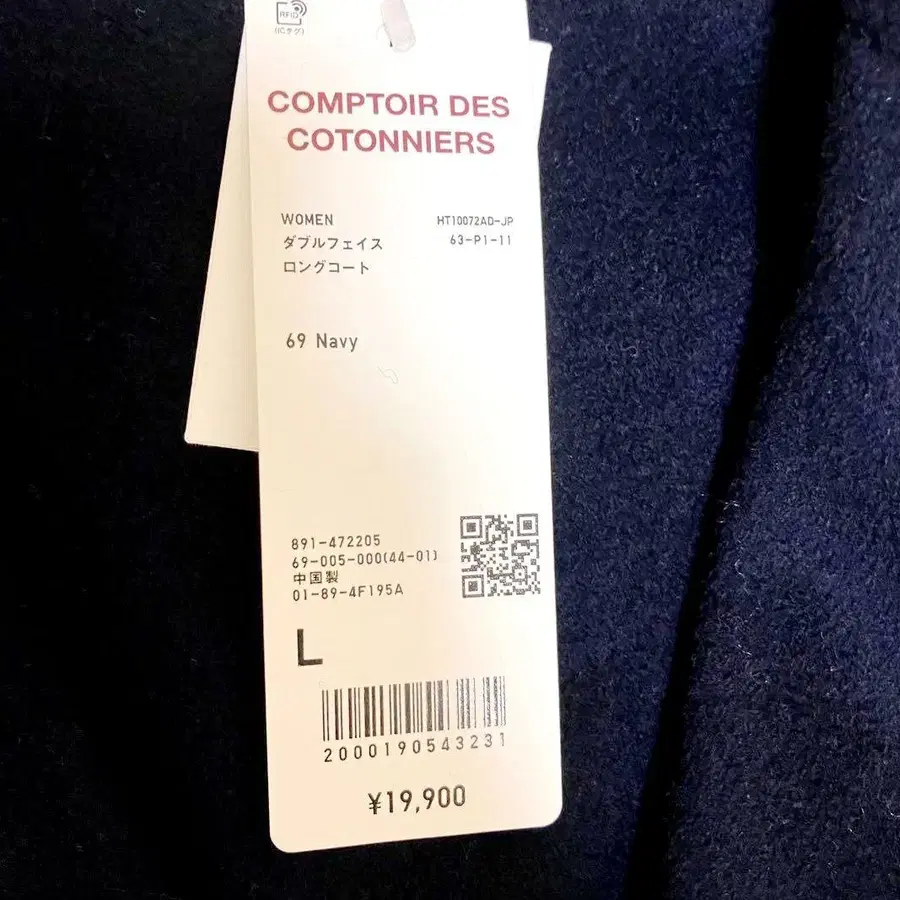 RFID
(ICタグ)
COMPTOIR DES
COTONNIERS
WOMEN HT10072AD-JP
ダブルフェイス 63-P1-11
ロングコート
69 Navy
891-472205
69-005-000(44-01)
中国製
01-89-4F195A
L
2000190543231
¥19,900